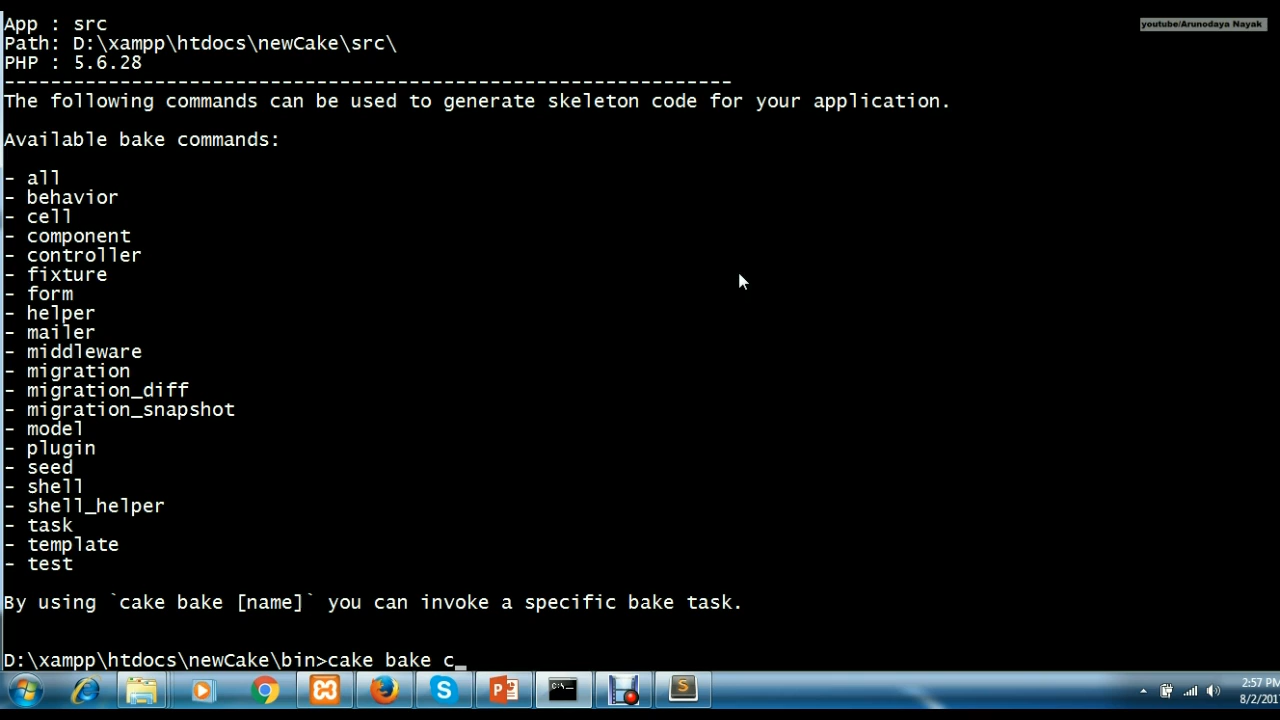 App : src
youtube/Arunodaya Nayak
Path: D:\xampp\htdocs\newCake\src\
PHP : 5.6.28
---------------------------------------------------------------
The following commands can be used to generate skeleton code for your application.
Available bake commands:
- all
- behavior
- cell
- component
- controller
- fixture
- form
- helper
- mailer
- middleware
- migration
- migration_diff
- migration_snapshot
- model
- plugin
- seed
- shell
- shell_helper
- task
- template
- test
By using `cake bake [name]` you can invoke a specific bake task.
D:\xampp\htdocs\newCake\bin>cake bake c_
2:57 PM
8/2/201